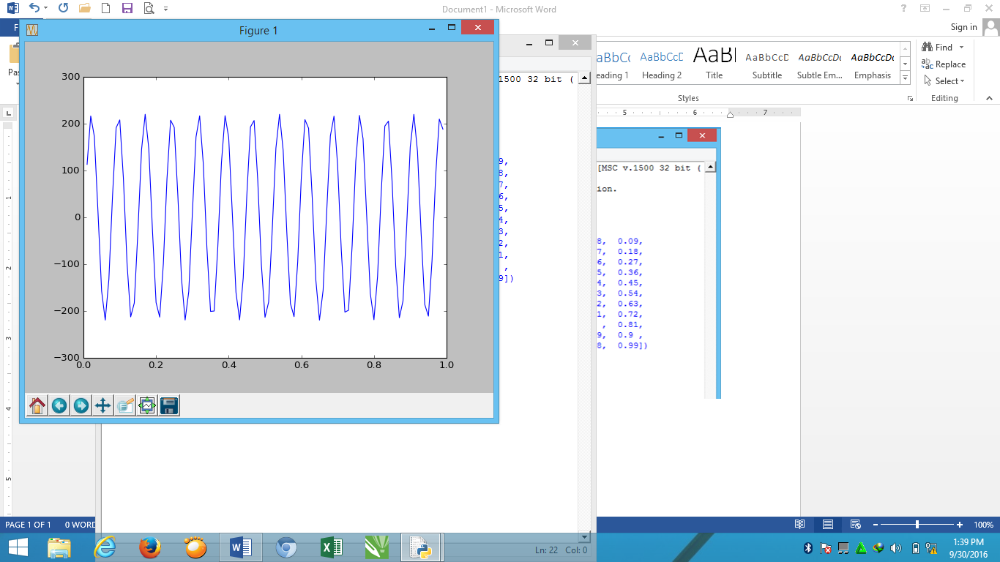 Document1 - Microsoft Word
Sign in
Figure 1
F
Pas
eading 1
Heading 2
Title
Subtitle
Subtle Em...
Emphasis
AaBbCc
AaBbCcD
AaBl
AaBbCcD
AaBbCcDc
AaBbCcDc
Find
Replace
Select
Styles
Editing
L
5 6 7
1
2
3
4
5
300
200
100
0
−100
−200
−300
0.0 0.2 0.4 0.6 0.8 1.0
.1500 32 bit (
9,
8,
7,
6,
5,
4,
3,
2,
1,
,
9])
[MSC v.1500 32 bit (
ion.
8, 0.09,
7, 0.18,
6, 0.27,
5, 0.36,
4, 0.45,
3, 0.54,
2, 0.63,
1, 0.72,
, 0.81,
9, 0.9 ,
8, 0.99])
PAGE 1 OF 1 0 WORD
100%
Ln: 22 Col: 0
1:39 PM
9/30/2016